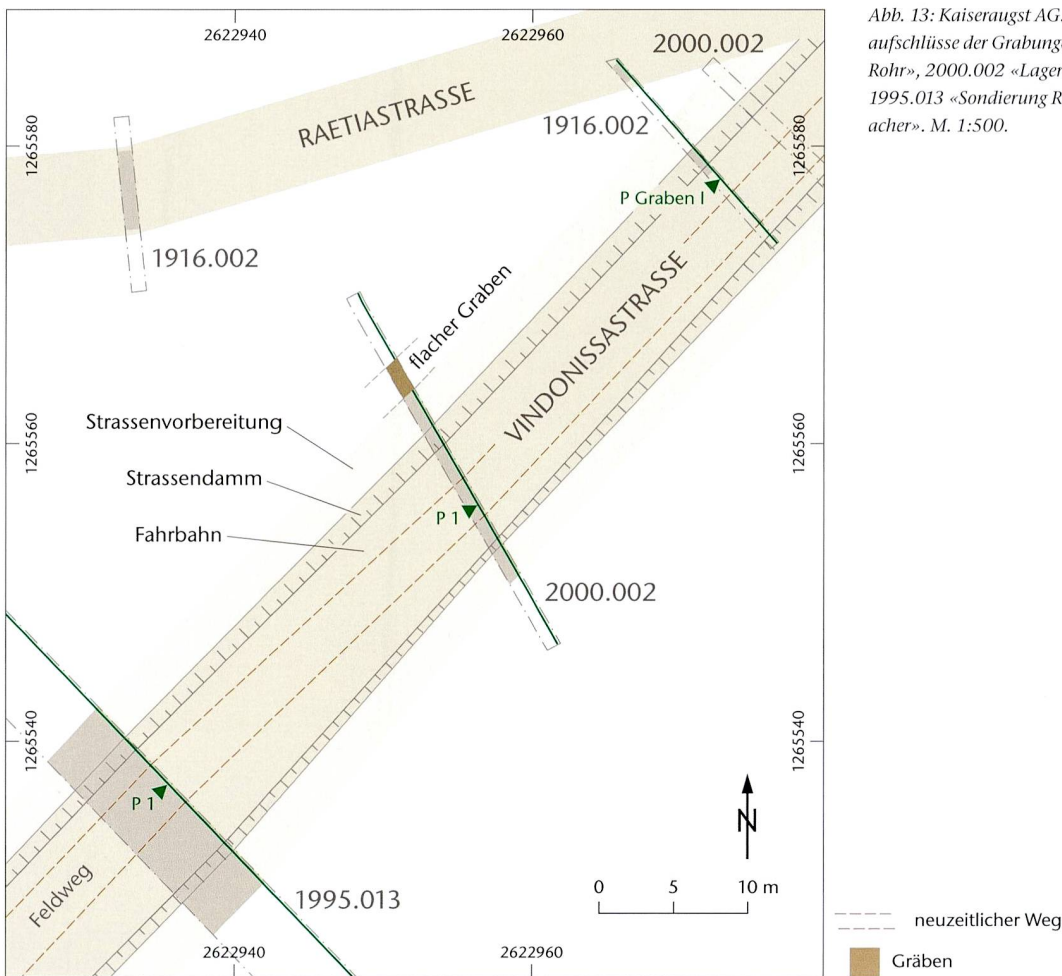 2622940
2622960
2000.002
RAETIASTRASSE
1916.002
1265580
1265580
P Graben I
1916.002
VINDONISSASTRASSE
flacher Graben
Strassenvorbereitung
1265560
1265560
Strassendamm
P 1
Fahrbahn
2000.002
1265540
1265540
P 1
N
Feldweg
1995.013
0 5 10 m
2622940
2622960
Abb. 13: Kaiseraugst AG.
aufschlüsse der Grabung
Rohr», 2000.002 «Lager
1995.013 «Sondierung R
acher». M. 1:500.
neuzeitlicher Weg
Gräben